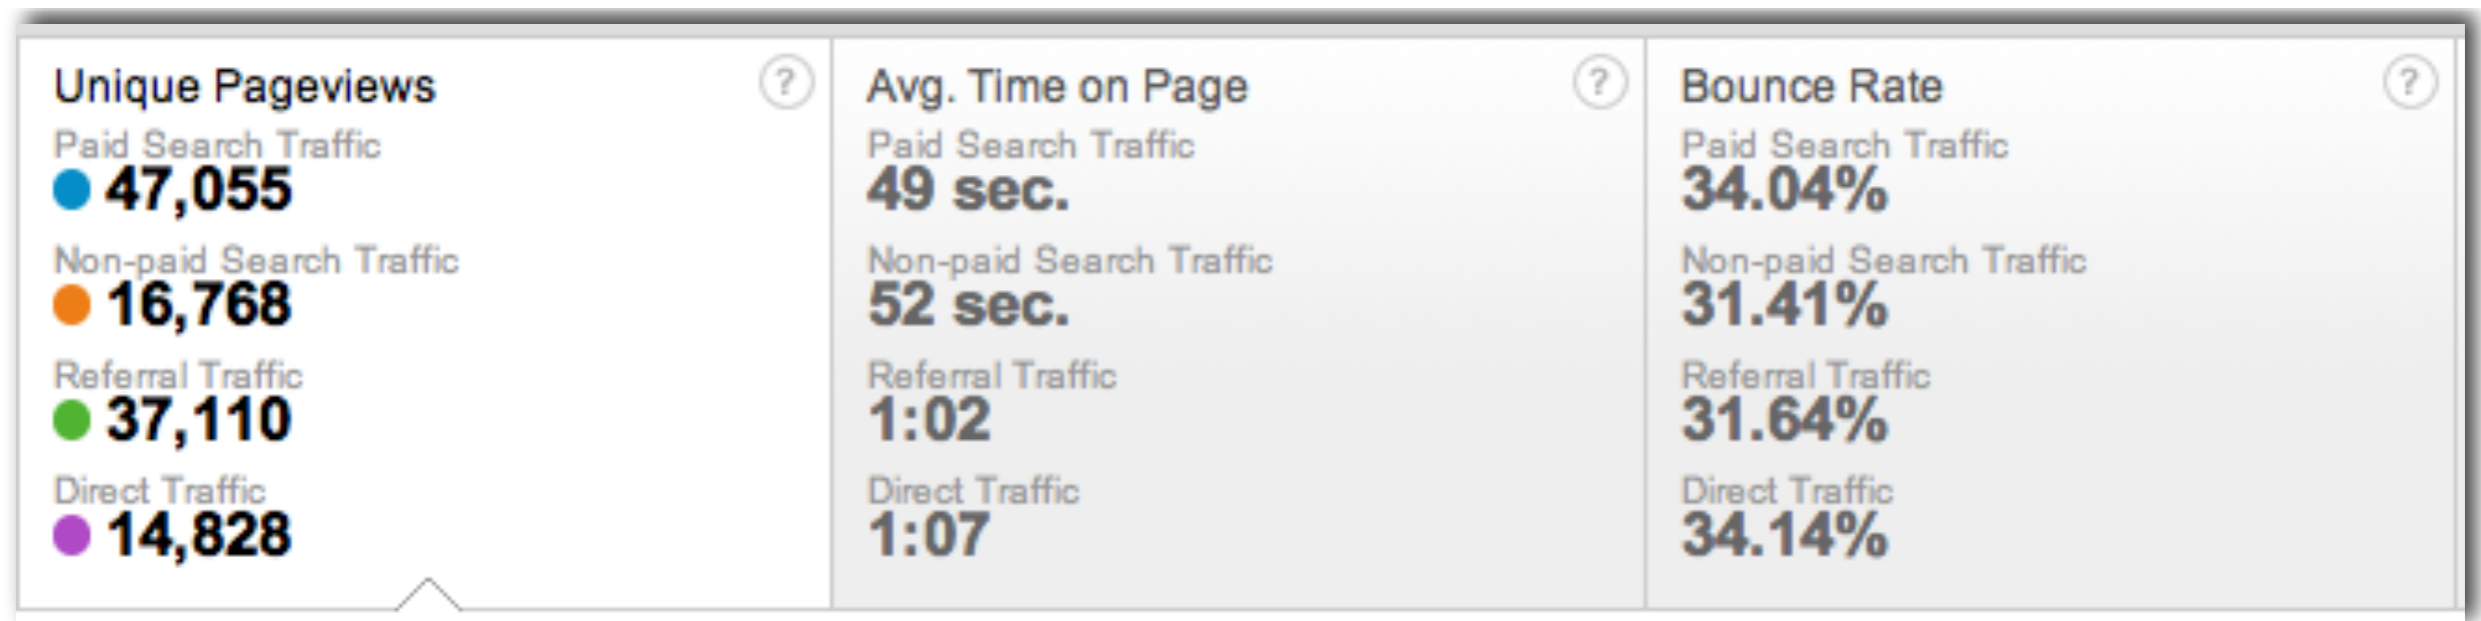 Unique Pageviews
?
Paid Search Traffic
47,055
Non-paid Search Traffic
16,768
Referral Traffic
37,110
Direct Traffic
14,828
Avg. Time on Page
?
Paid Search Traffic
49 sec.
Non-paid Search Traffic
52 sec.
Referral Traffic
1:02
Direct Traffic
1:07
Bounce Rate
?
Paid Search Traffic
34.04%
Non-paid Search Traffic
31.41%
Referral Traffic
31.64%
Direct Traffic
34.14%